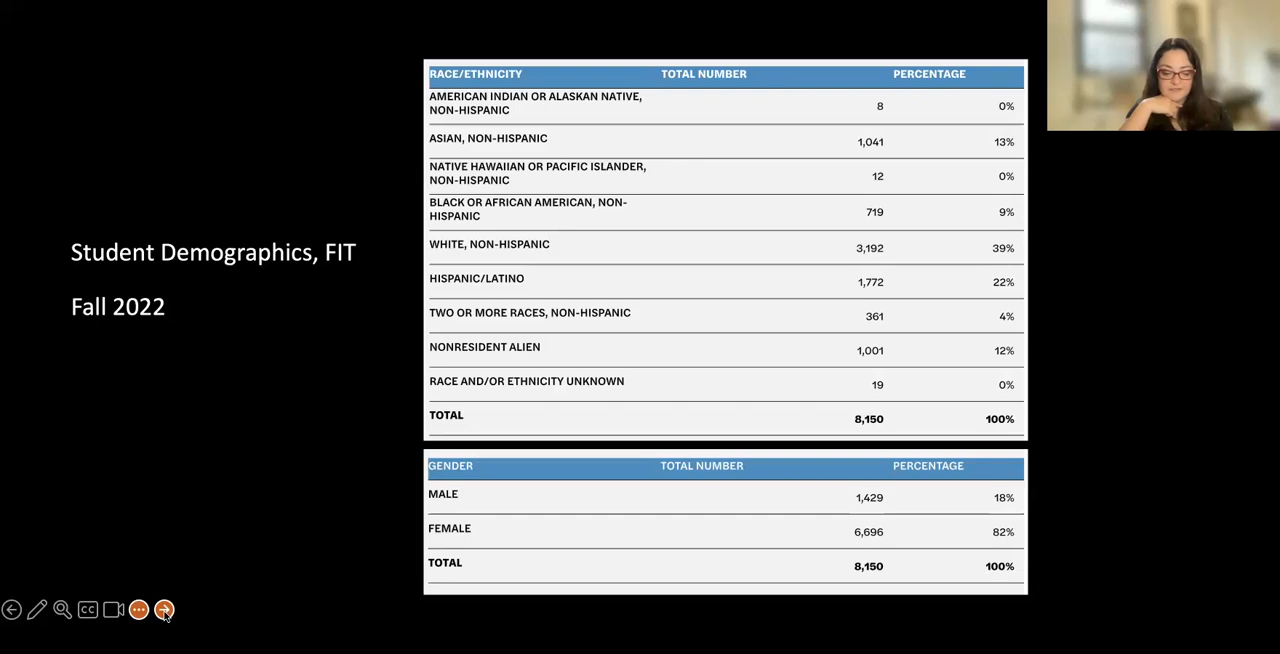 Student Demographics, FIT
Fall 2022
RACE/ETHNICITY TOTAL NUMBER PERCENTAGE
AMERICAN INDIAN OR ALASKAN NATIVE,
NON-HISPANIC 8 0%
ASIAN, NON-HISPANIC 1,041 13%
NATIVE HAWAIIAN OR PACIFIC ISLANDER,
NON-HISPANIC 12 0%
BLACK OR AFRICAN AMERICAN, NON-
HISPANIC 719 9%
WHITE, NON-HISPANIC 3,192 39%
HISPANIC/LATINO 1,772 22%
TWO OR MORE RACES, NON-HISPANIC 361 4%
NONRESIDENT ALIEN 1,001 12%
RACE AND/OR ETHNICITY UNKNOWN 19 0%
TOTAL 8,150 100%
GENDER TOTAL NUMBER PERCENTAGE
MALE 1,429 18%
FEMALE 6,696 82%
TOTAL 8,150 100%
CC